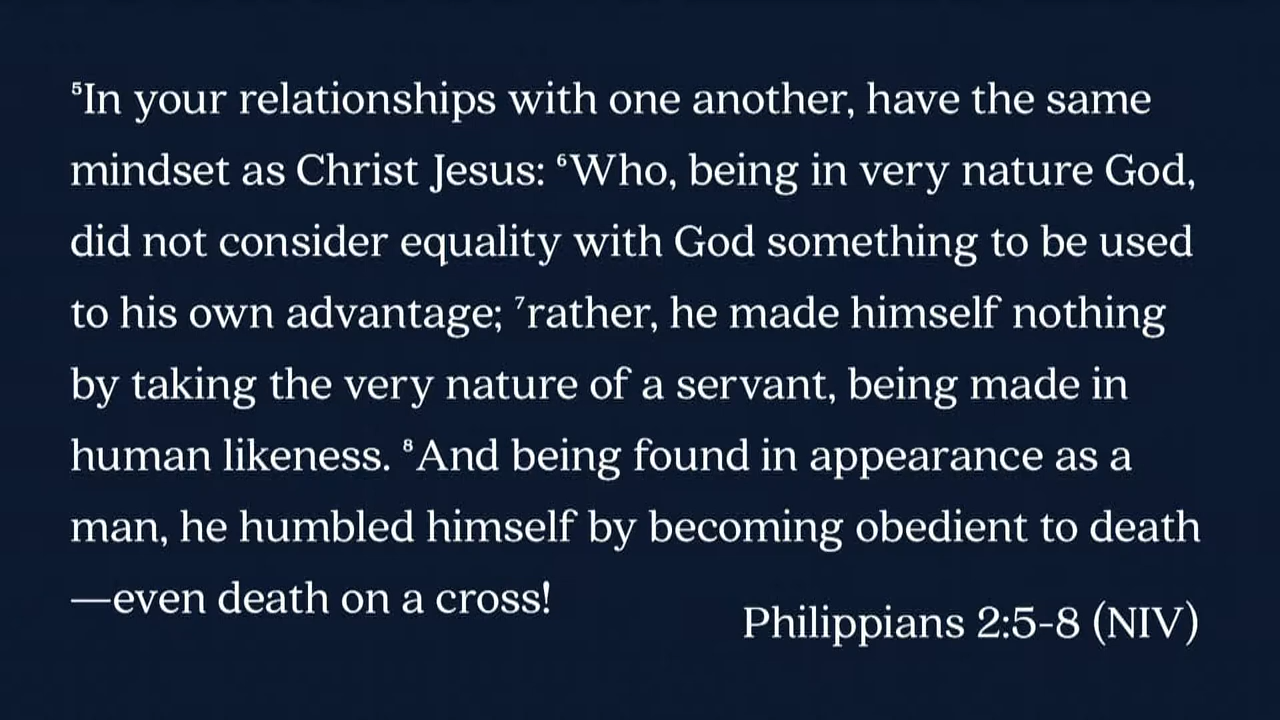 ⁵In your relationships with one another, have the same
mindset as Christ Jesus: ⁶Who, being in very nature God,
did not consider equality with God something to be used
to his own advantage; ⁷rather, he made himself nothing
by taking the very nature of a servant, being made in
human likeness. ⁸And being found in appearance as a
man, he humbled himself by becoming obedient to death
—even death on a cross!
Philippians 2:5-8 (NIV)